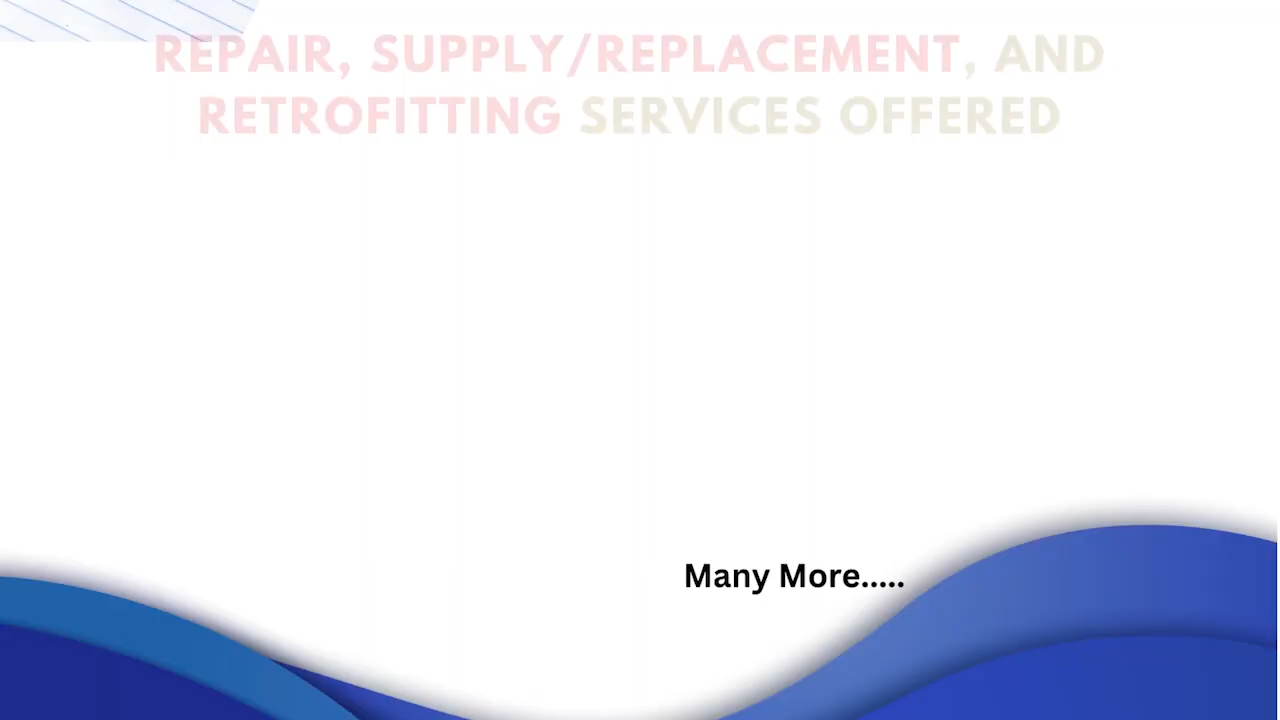 REPAIR, SUPPLY/REPLACEMENT, AND
RETROFITTING SERVICES OFFERED
Many More.....